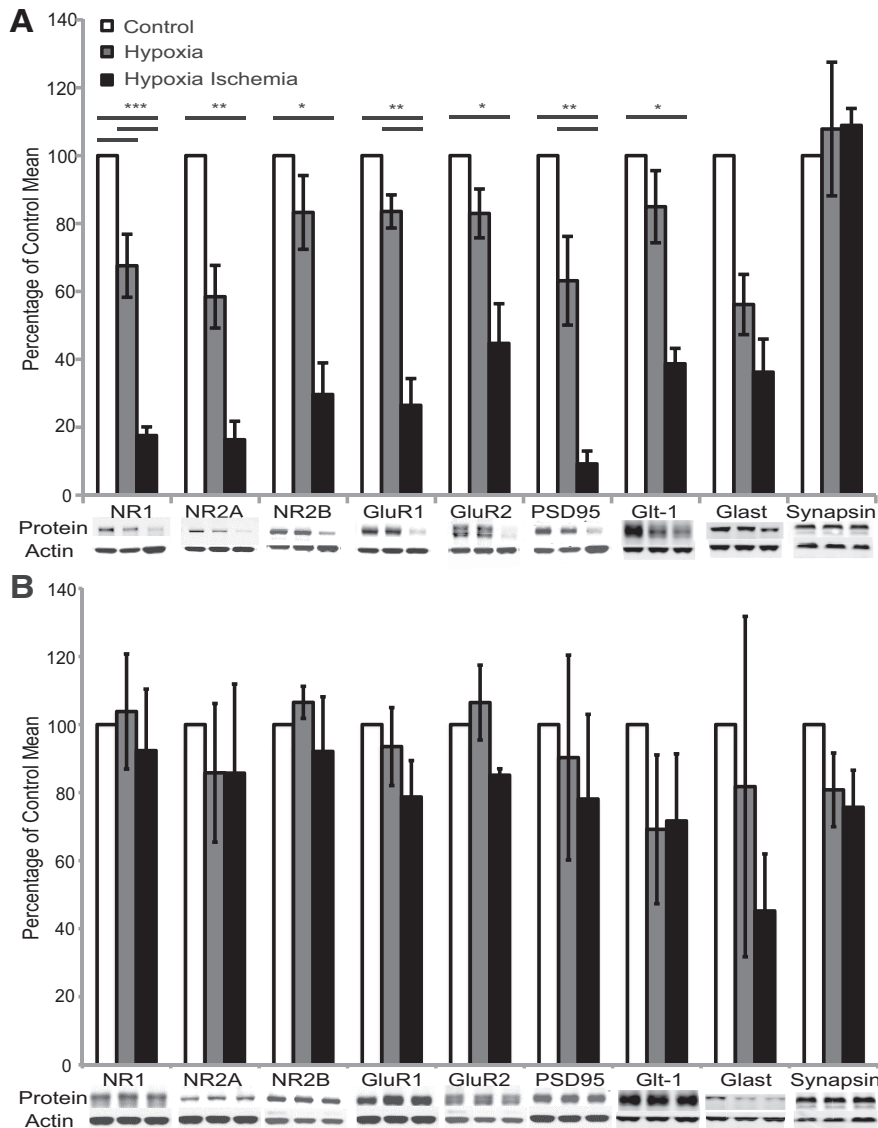 A
140
120
100
80
60
40
20
0
Percentage of Control Mean
Control
Hypoxia
Hypoxia Ischemia
*** ** * ** * ** *
NR1 NR2A NR2B GluR1 GluR2 PSD95 Glt-1 Glast Synapsin
Protein
Actin
B
140
120
100
80
60
40
20
0
Percentage of Control Mean
NR1 NR2A NR2B GluR1 GluR2 PSD95 Glt-1 Glast Synapsin
Protein
Actin